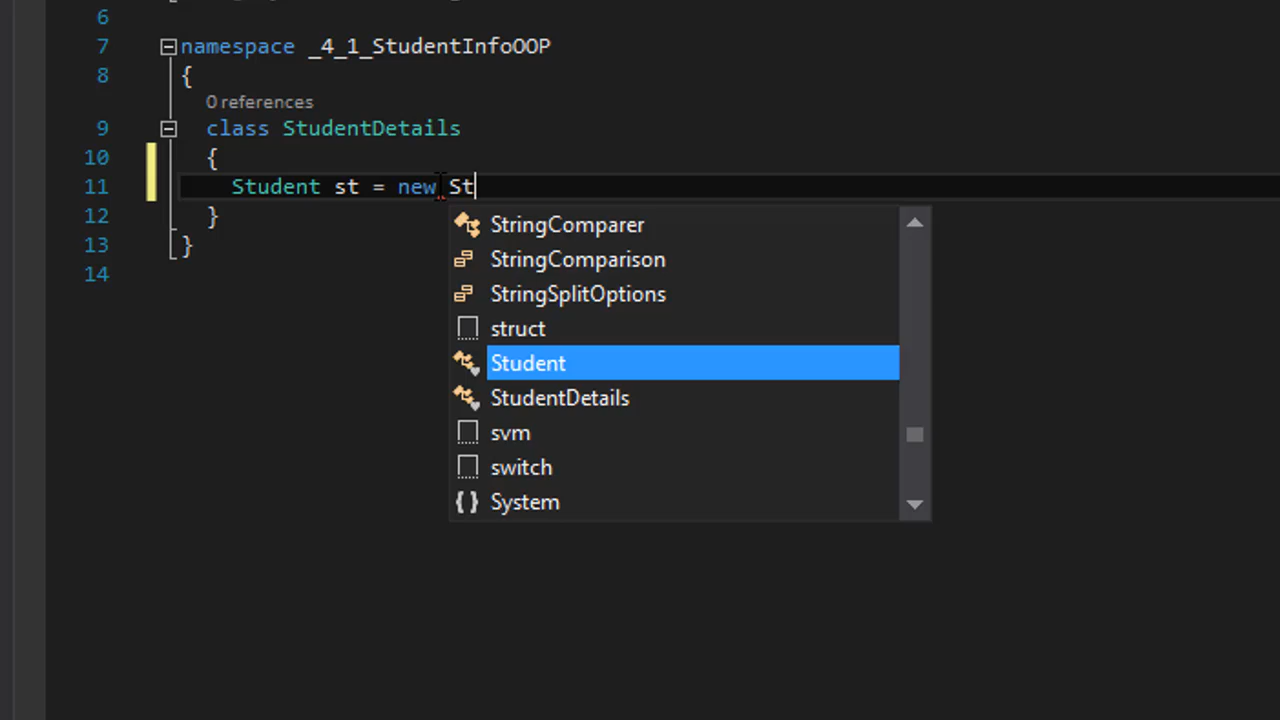 6
7 namespace _4_1_StudentInfoOOP
8 {
0 references
9 class StudentDetails
10 {
11 Student st = new St
12 }
13 }
14
StringComparer
StringComparison
StringSplitOptions
struct
Student
StudentDetails
svm
switch
{ } System